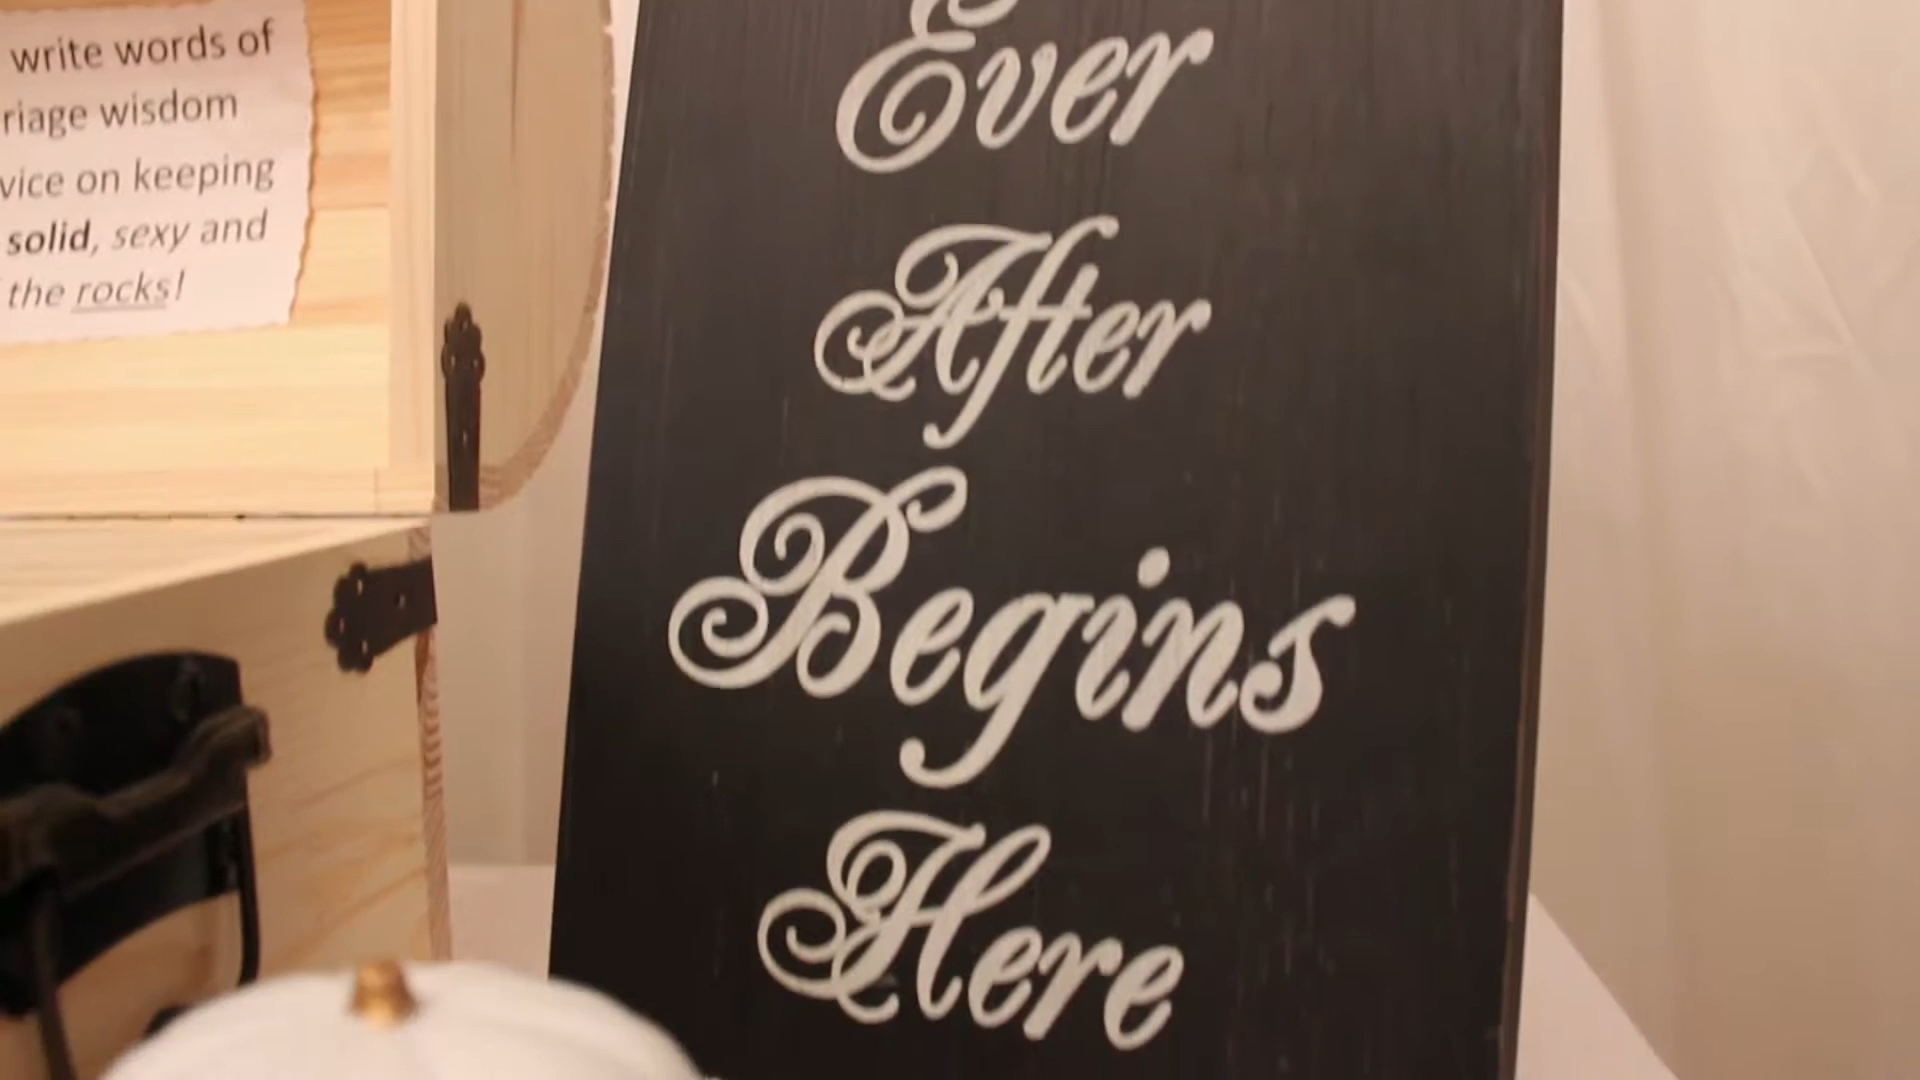 write words of
riage wisdom
vice on keeping
solid, sexy and
the rocks!
Ever
After
Begins
Here